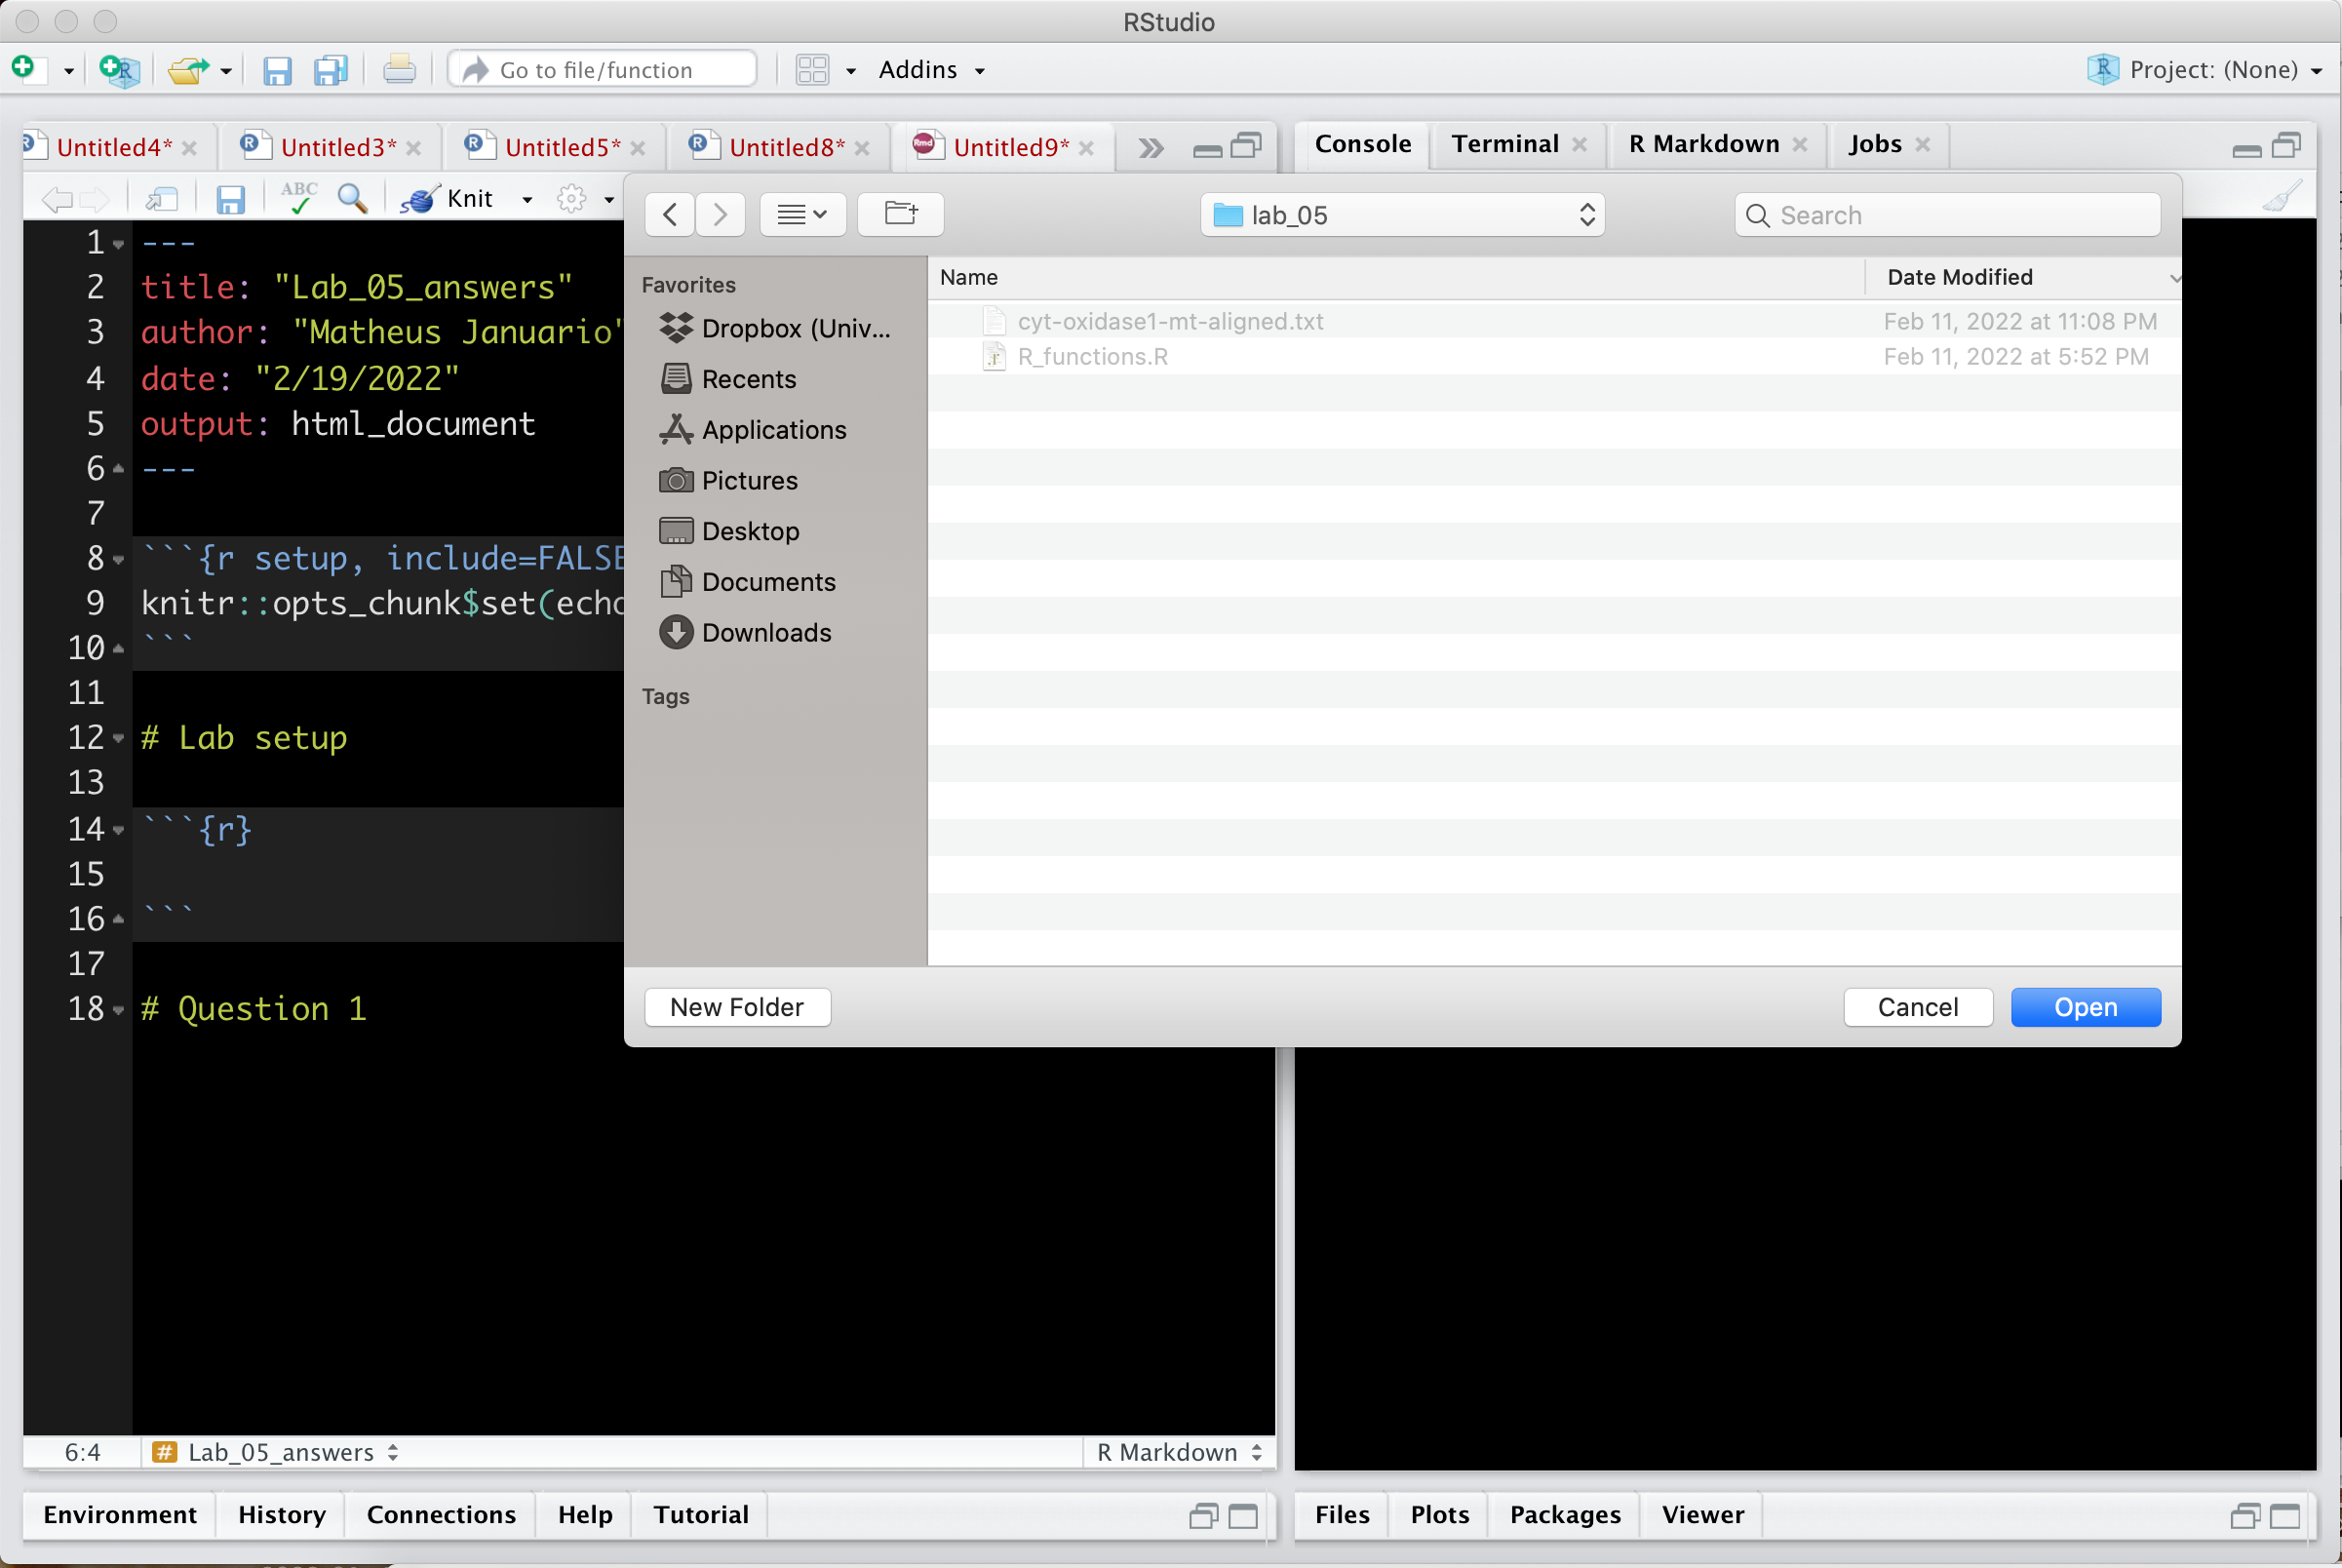 RStudio
Go to file/function
Addins
Project: (None)
Untitled4*
Untitled3*
Untitled5*
Untitled8*
Untitled9*
Console
Terminal
R Markdown
Jobs
ABC
Knit
1 ---
2 title: "Lab_05_answers"
3 author: "Matheus Januario"
4 date: "2/19/2022"
5 output: html_document
6 ---
7
8 ```{r setup, include=FALSE
9 knitr::opts_chunk$set(echo
10 ```
11
12 # Lab setup
13
14 ```{r}
15
16 ```
17
18 # Question 1
lab_05
Search
Favorites
Dropbox (Univ...
Recents
Applications
Pictures
Desktop
Documents
Downloads
Tags
Name
Date Modified
cyt-oxidase1-mt-aligned.txt
Feb 11, 2022 at 11:08 PM
R_functions.R
Feb 11, 2022 at 5:52 PM
New Folder
Cancel
Open
6:4
# Lab_05_answers
R Markdown
Environment
History
Connections
Help
Tutorial
Files
Plots
Packages
Viewer